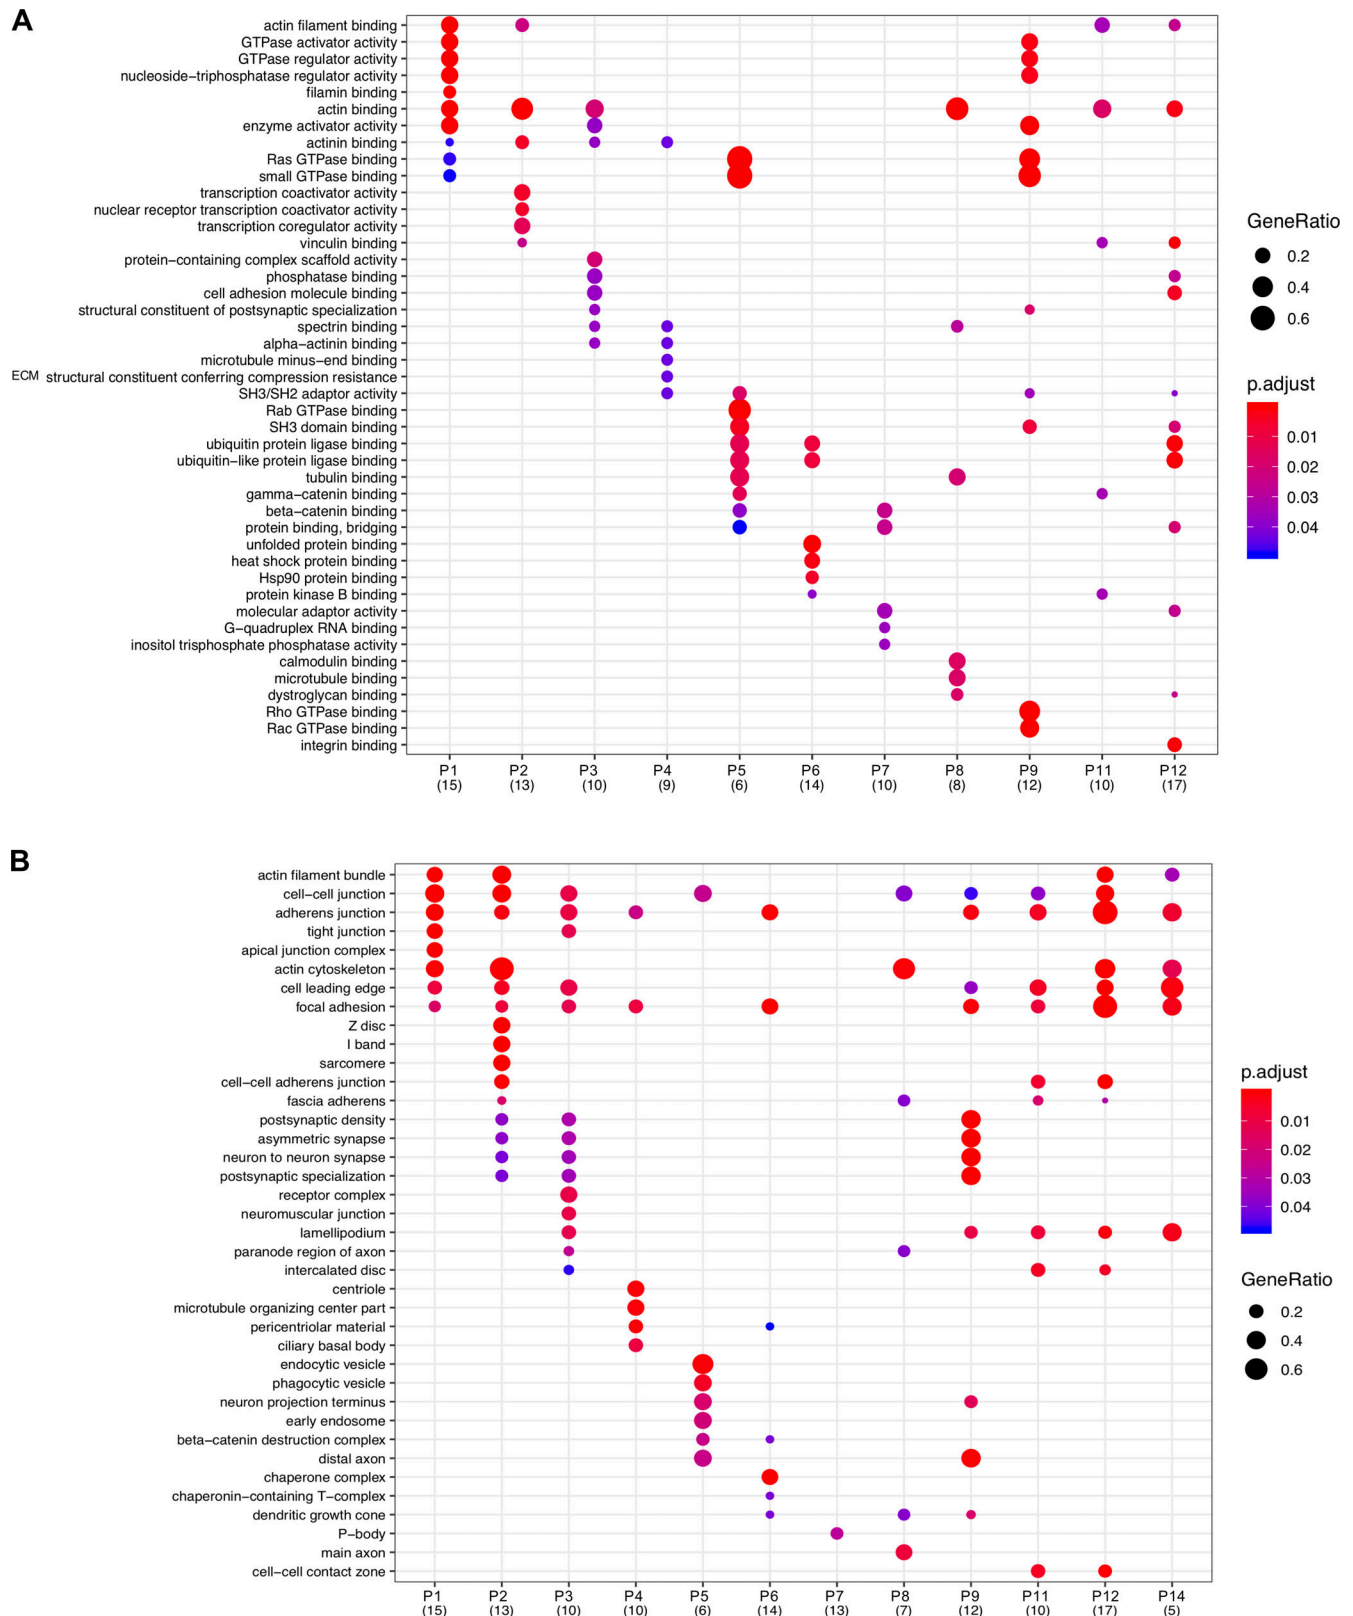 A
actin filament binding
GTPase activator activity
GTPase regulator activity
nucleoside-triphosphatase regulator activity
filamin binding
actin binding
enzyme activator activity
actinin binding
Ras GTPase binding
small GTPase binding
transcription coactivator activity
nuclear receptor transcription coactivator activity
transcription coregulator activity
vinculin binding
protein-containing complex scaffold activity
phosphatase binding
cell adhesion molecule binding
structural constituent of postsynaptic specialization
spectrin binding
alpha-actinin binding
microtubule minus-end binding
ECM structural constituent conferring compression resistance
SH3/SH2 adaptor activity
Rab GTPase binding
SH3 domain binding
ubiquitin protein ligase binding
ubiquitin-like protein ligase binding
tubulin binding
gamma-catenin binding
beta-catenin binding
protein binding, bridging
unfolded protein binding
heat shock protein binding
Hsp90 protein binding
protein kinase B binding
molecular adaptor activity
G-quadruplex RNA binding
inositol trisphosphate phosphatase activity
calmodulin binding
microtubule binding
dystroglycan binding
Rho GTPase binding
Rac GTPase binding
integrin binding
P1 P2 P3 P4 P5 P6 P7 P8 P9 P11 P12
(15) (13) (10) (9) (6) (14) (10) (8) (12) (10) (17)
GeneRatio
0.2
0.4
0.6
p.adjust
0.01
0.02
0.03
0.04
B
actin filament bundle
cell-cell junction
adherens junction
tight junction
apical junction complex
actin cytoskeleton
cell leading edge
focal adhesion
Z disc
I band
sarcomere
cell-cell adherens junction
fascia adherens
postsynaptic density
asymmetric synapse
neuron to neuron synapse
postsynaptic specialization
receptor complex
neuromuscular junction
lamellipodium
paranode region of axon
intercalated disc
centriole
microtubule organizing center part
pericentriolar material
ciliary basal body
endocytic vesicle
phagocytic vesicle
neuron projection terminus
early endosome
beta-catenin destruction complex
distal axon
chaperone complex
chaperonin-containing T-complex
dendritic growth cone
P-body
main axon
cell-cell contact zone
P1 P2 P3 P4 P5 P6 P7 P8 P9 P11 P12 P14
(15) (13) (10) (10) (6) (14) (13) (7) (12) (10) (17) (5)
p.adjust
0.01
0.02
0.03
0.04
GeneRatio
0.2
0.4
0.6